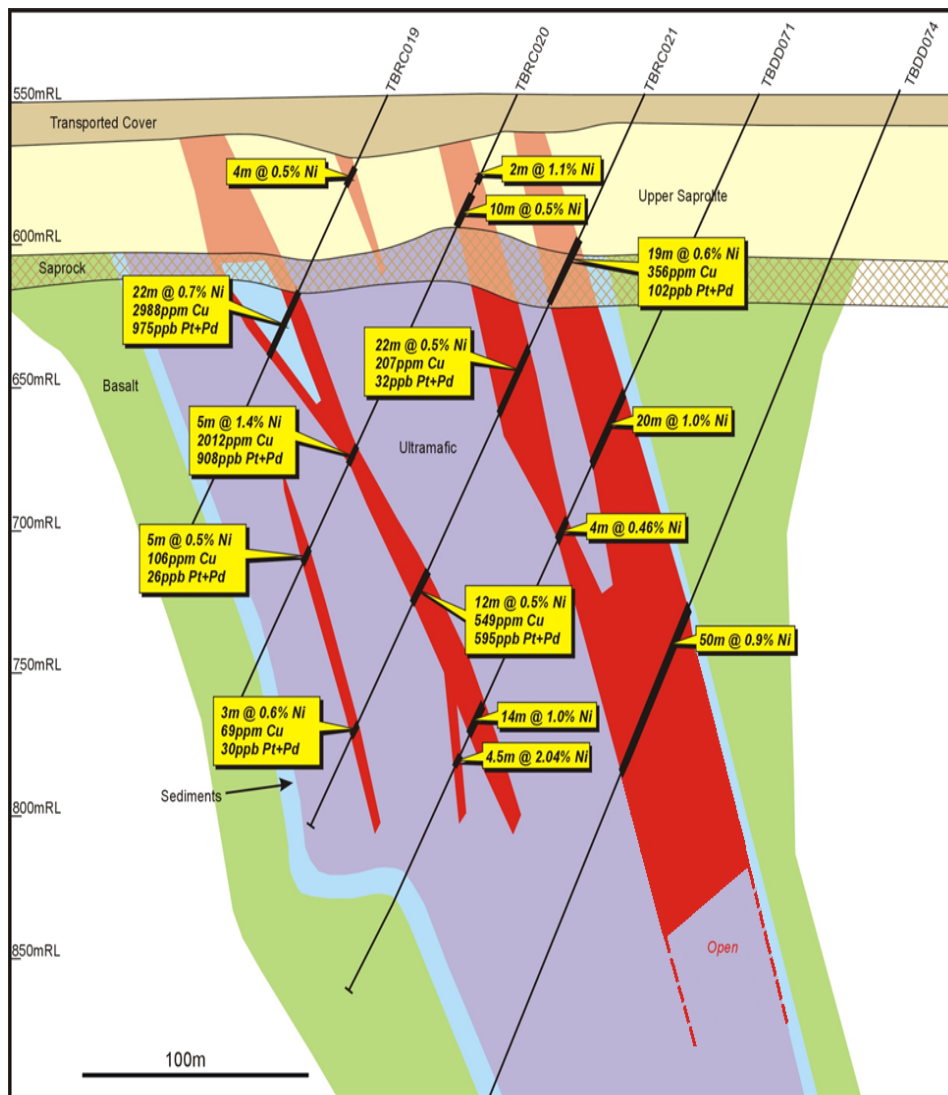 TBRC019
TBRC020
TBRC021
TBDD071
TBDD074
550mRL
Transported Cover
4m @ 0.5% Ni
2m @ 1.1% Ni
10m @ 0.5% Ni
Upper Saprolite
600mRL
Saprock
19m @ 0.6% Ni
356ppm Cu
102ppb Pt+Pd
22m @ 0.7% Ni
2988ppm Cu
975ppb Pt+Pd
22m @ 0.5% Ni
207ppm Cu
32ppb Pt+Pd
650mRL
Basalt
5m @ 1.4% Ni
2012ppm Cu
908ppb Pt+Pd
Ultramafic
20m @ 1.0% Ni
700mRL
5m @ 0.5% Ni
106ppm Cu
26ppb Pt+Pd
4m @ 0.46% Ni
12m @ 0.5% Ni
549ppm Cu
595ppb Pt+Pd
50m @ 0.9% Ni
750mRL
3m @ 0.6% Ni
69ppm Cu
30ppb Pt+Pd
14m @ 1.0% Ni
4.5m @ 2.04% Ni
Sediments
800mRL
850mRL
Open
100m